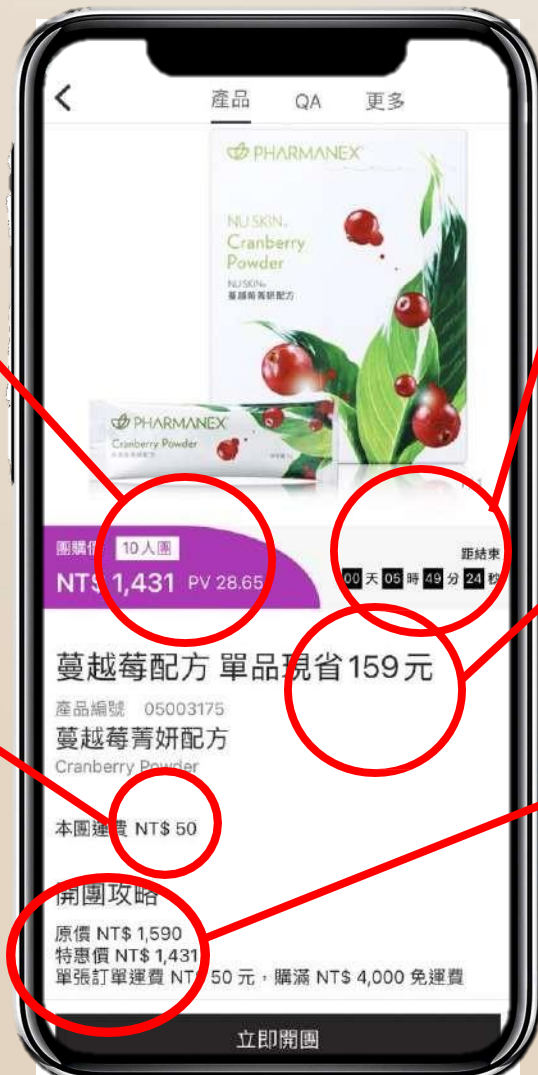 產品 QA 更多
PHARMANEX
NU SKIN
Cranberry
Powder
NU SKIN
蔓越莓菁妍配方
PHARMANEX
Cranberry Powder
團購價 10人團
NT$ 1,431 PV 28.65
距結束
00 天 05 時 49 分 24 秒
蔓越莓配方 單品現省159元
產品編號 05003175
蔓越莓菁妍配方
Cranberry Powder
本團運費 NT$ 50
開團攻略
原價 NT$ 1,590
特惠價 NT$ 1,431
單張訂單運費 NT$ 50 元，購滿 NT$ 4,000 免運費
立即開團